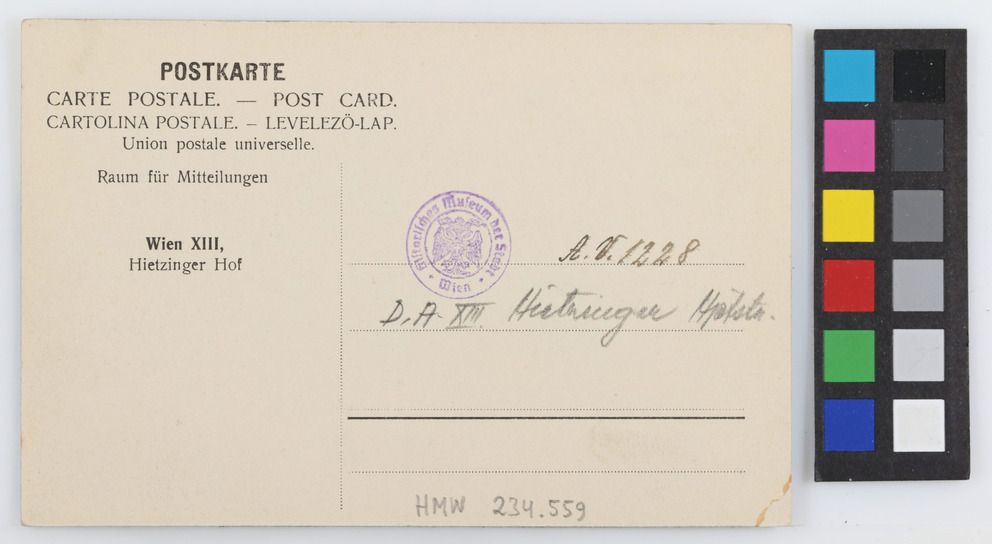 POSTKARTE
CARTE POSTALE. — POST CARD.
CARTOLINA POSTALE. – LEVELEZÖ-LAP.
Union postale universelle.
Raum für Mitteilungen
Wien XIII,
Hietzinger Hof
Historisches Museum der Stadt
• Wien •
A.V. 1228
D.A. XIII. Hietzinger
HMW 234.559